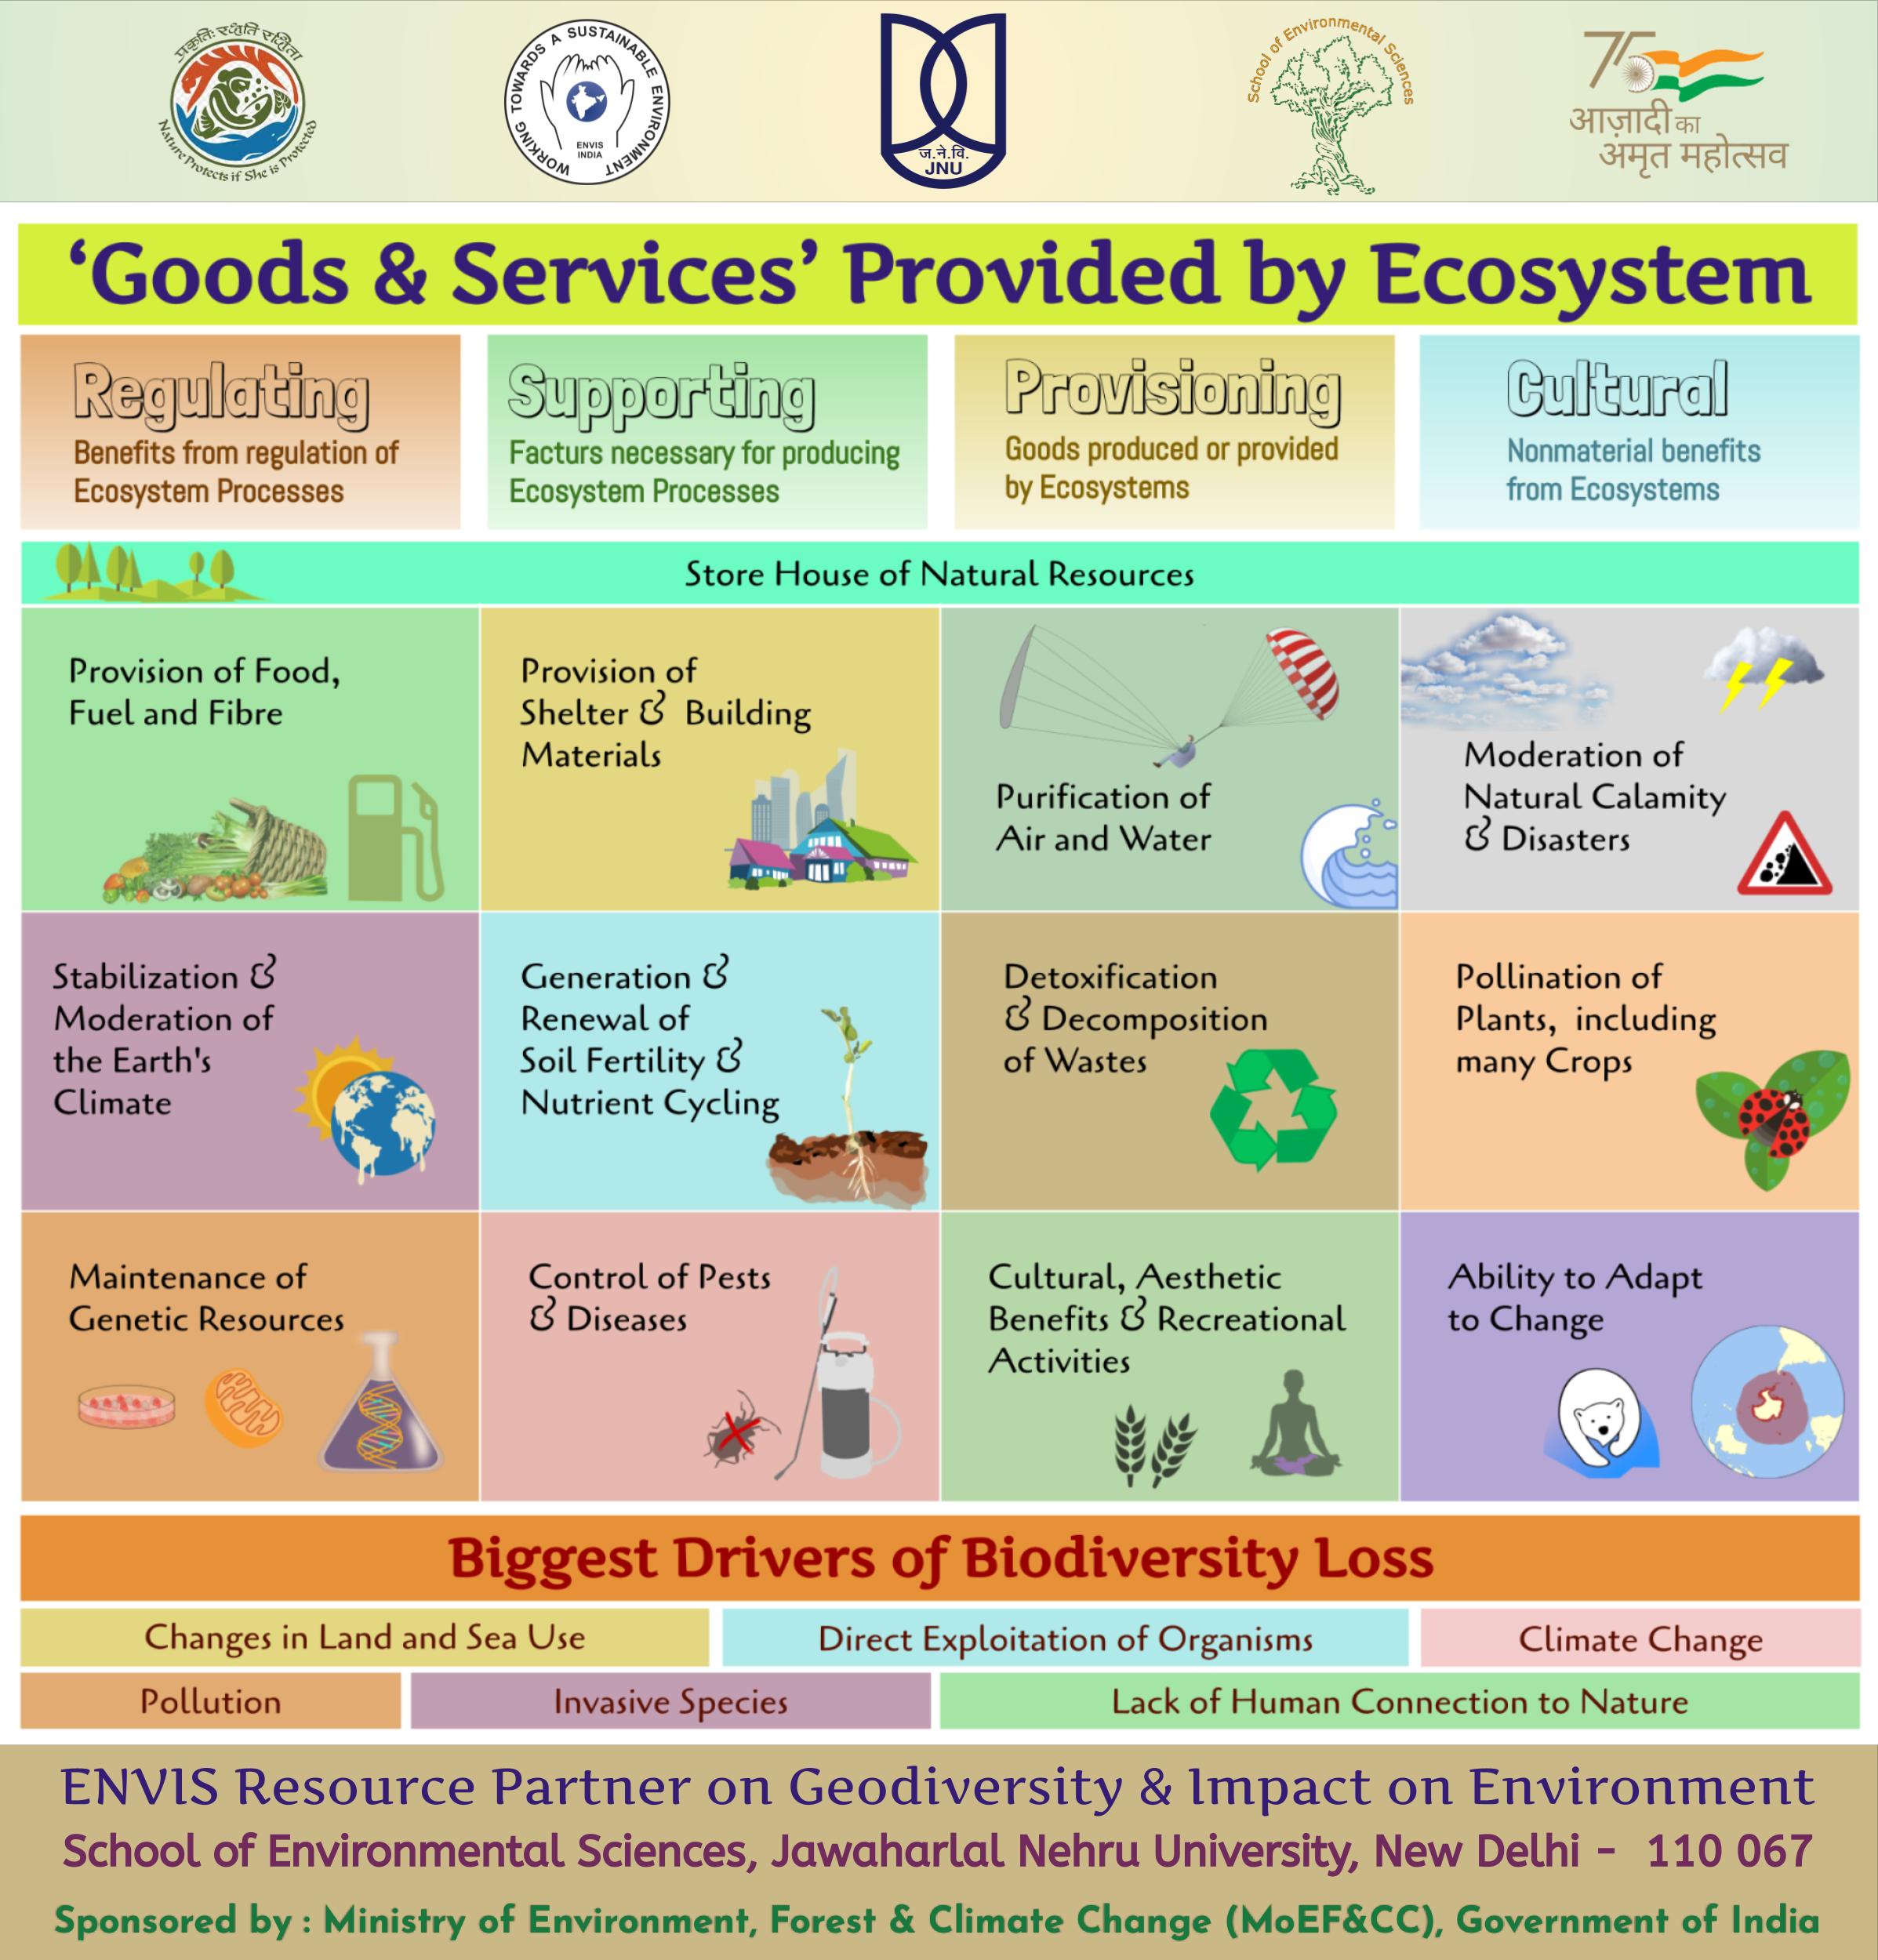 प्रकृतिः रक्षति रक्षिता
Nature Protects if She is Protected
WORKING TOWARDS A SUSTAINABLE ENVIRONMENT
ENVIS
INDIA
ज.ने.वि.
JNU
School of Environmental Sciences
75
आज़ादी का
अमृत महोत्सव
‘Goods & Services’ Provided by Ecosystem
Regulating
Benefits from regulation of
Ecosystem Processes
Supporting
Facturs necessary for producing
Ecosystem Processes
Provisioning
Goods produced or provided
by Ecosystems
Cultural
Nonmaterial benefits
from Ecosystems
Store House of Natural Resources
Provision of Food,
Fuel and Fibre
Provision of
Shelter & Building
Materials
Purification of
Air and Water
Moderation of
Natural Calamity
& Disasters
Stabilization &
Moderation of
the Earth's
Climate
Generation &
Renewal of
Soil Fertility &
Nutrient Cycling
Detoxification
& Decomposition
of Wastes
Pollination of
Plants, including
many Crops
Maintenance of
Genetic Resources
Control of Pests
& Diseases
Cultural, Aesthetic
Benefits & Recreational
Activities
Ability to Adapt
to Change
Biggest Drivers of Biodiversity Loss
Changes in Land and Sea Use
Direct Exploitation of Organisms
Climate Change
Pollution
Invasive Species
Lack of Human Connection to Nature
ENVIS Resource Partner on Geodiversity & Impact on Environment
School of Environmental Sciences, Jawaharlal Nehru University, New Delhi - 110 067
Sponsored by : Ministry of Environment, Forest & Climate Change (MoEF&CC), Government of India